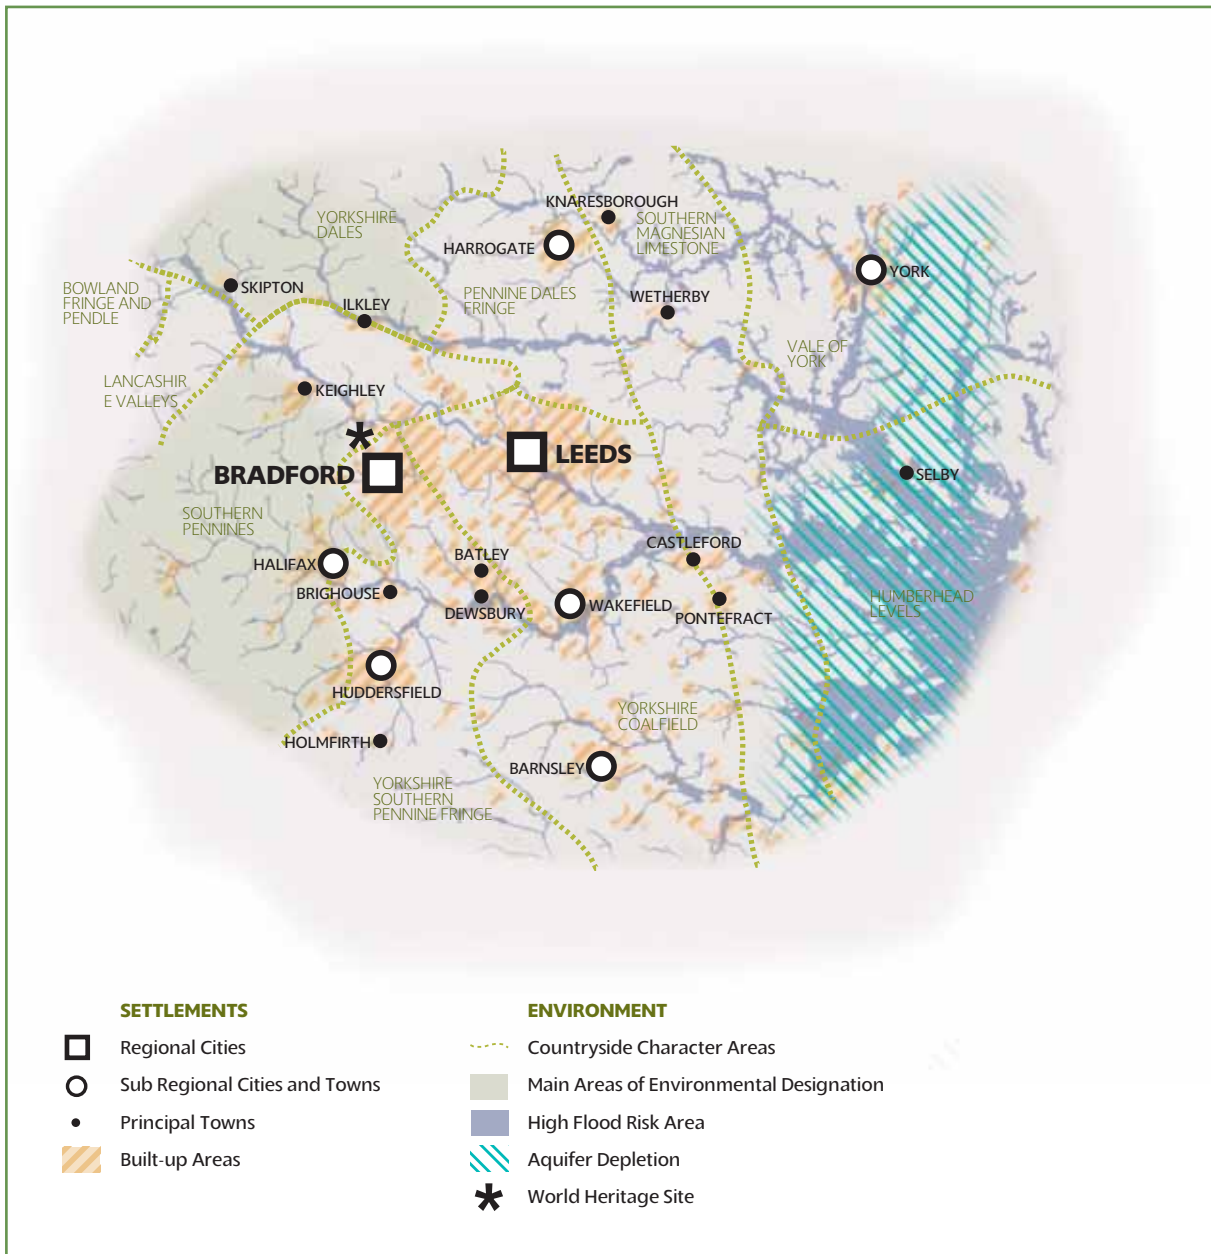 KNARESBOROUGH
YORKSHIRE
DALES
SOUTHERN
MAGNESIAN
LIMESTONE
HARROGATE
YORK
BOWLAND
FRINGE AND
PENDLE
SKIPTON
ILKLEY
PENNINE DALES
FRINGE
WETHERBY
VALE OF
YORK
LANCASHIR
E VALLEYS
KEIGHLEY
LEEDS
BRADFORD
SELBY
SOUTHERN
PENNINES
HALIFAX
BATLEY
CASTLEFORD
BRIGHOUSE
DEWSBURY
WAKEFIELD
PONTEFRACT
HUMBERHEAD
LEVELS
HUDDERSFIELD
YORKSHIRE
COALFIELD
HOLMFIRTH
BARNSLEY
YORKSHIRE
SOUTHERN
PENNINE FRINGE
SETTLEMENTS
Regional Cities
Sub Regional Cities and Towns
Principal Towns
Built-up Areas
ENVIRONMENT
Countryside Character Areas
Main Areas of Environmental Designation
High Flood Risk Area
Aquifer Depletion
World Heritage Site